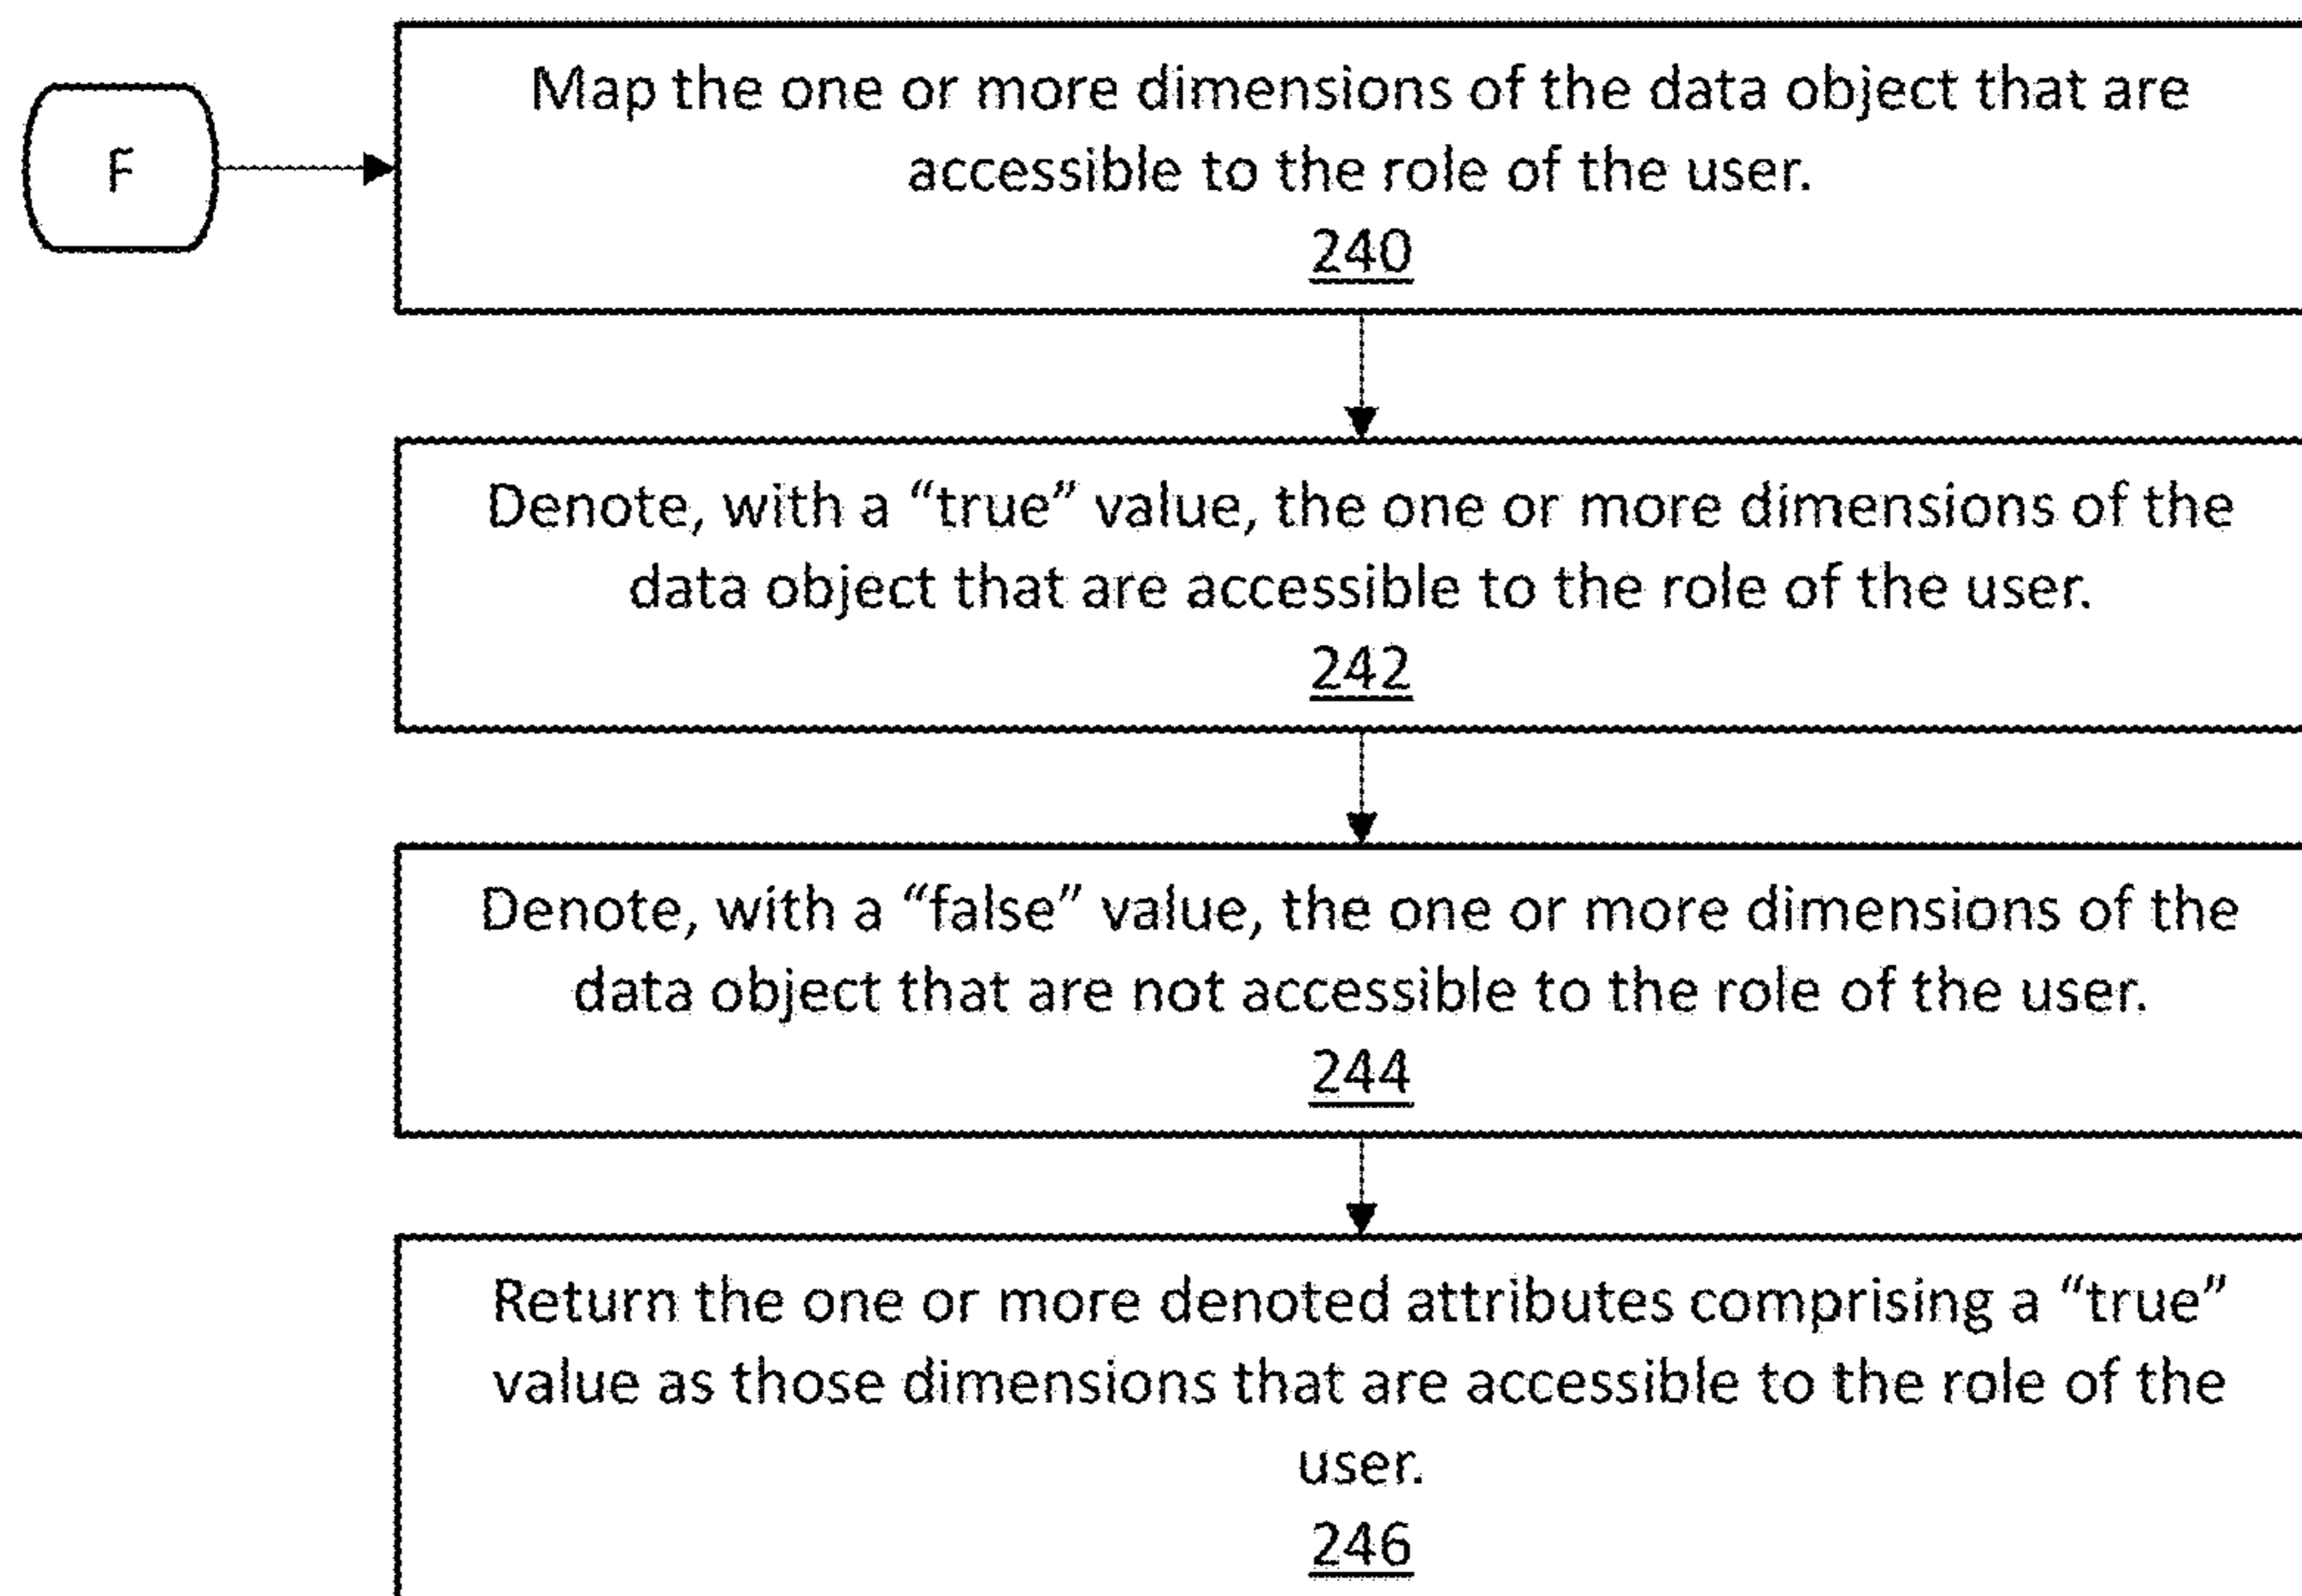 F
Map the one or more dimensions of the data object that are
accessible to the role of the user.
240
Denote, with a “true” value, the one or more dimensions of the
data object that are accessible to the role of the user.
242
Denote, with a “false” value, the one or more dimensions of the
data object that are not accessible to the role of the user.
244
Return the one or more denoted attributes comprising a “true”
value as those dimensions that are accessible to the role of the
user.
246